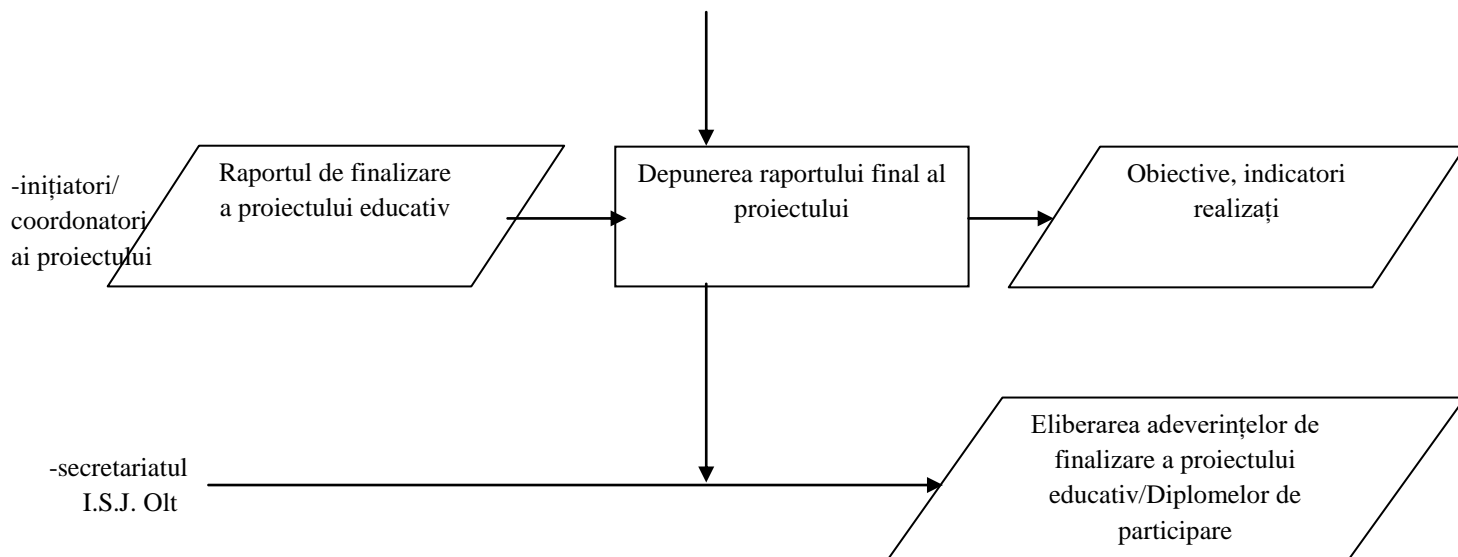 -inițiatori/
coordonatori
ai proiectului
Raportul de finalizare
a proiectului educativ
Depunerea raportului final al
proiectului
Obiective, indicatori
realizați
-secretariatul
I.S.J. Olt
Eliberarea adeverințelor de
finalizare a proiectului
educativ/Diplomelor de
participare